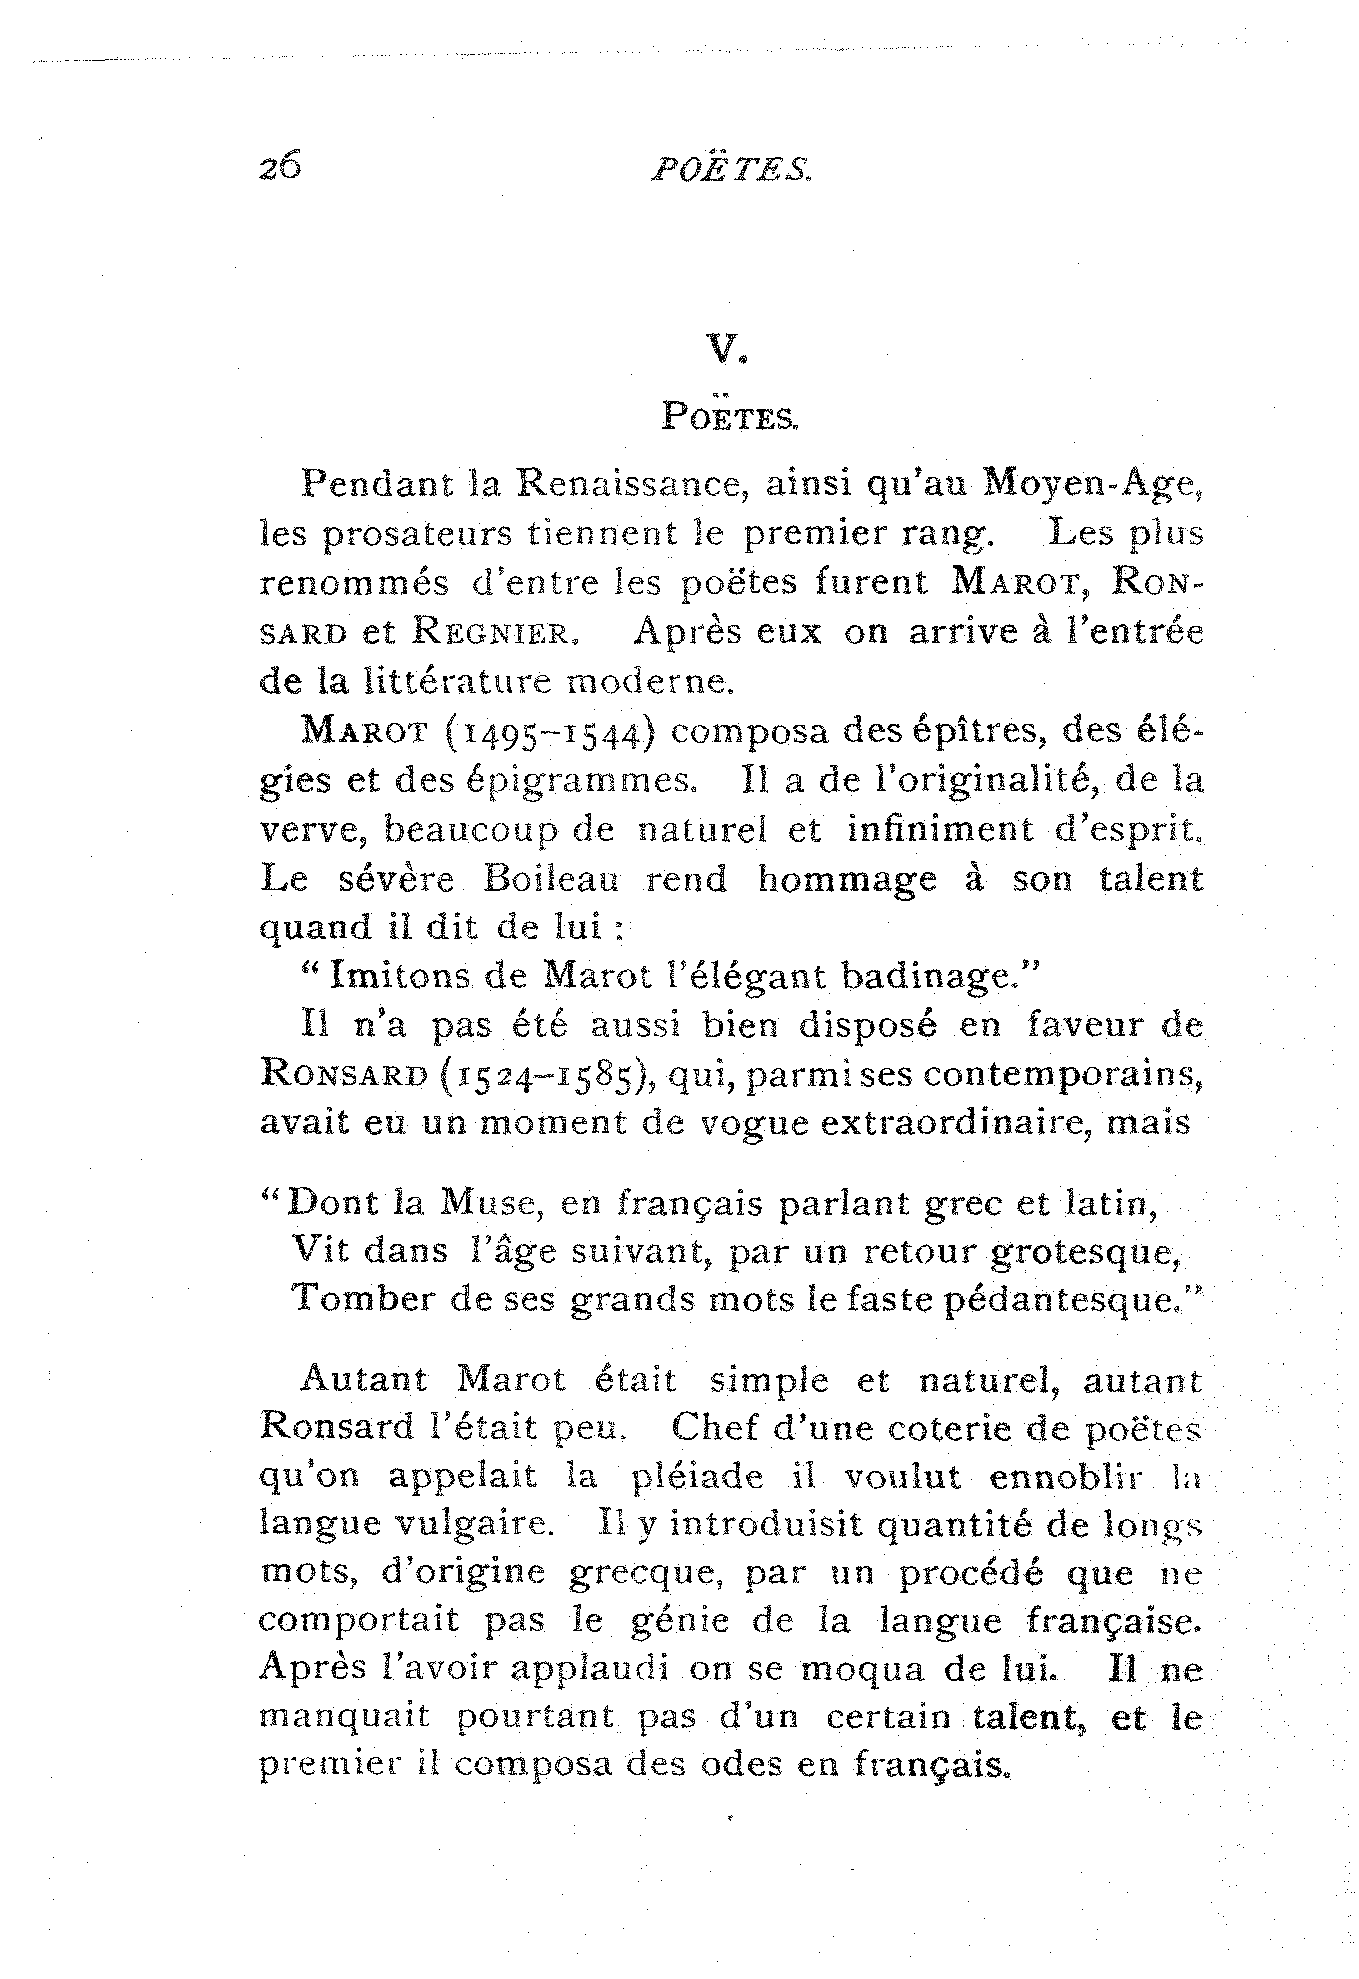 26 POËTES.
V.
POËTES.
Pendant la Renaissance, ainsi qu'au Moyen-Age,
les prosateurs tiennent le premier rang. Les plus
renommés d'entre les poëtes furent MAROT, RON-
SARD et REGNIER. Après eux on arrive à l'entrée
de la littérature moderne.
MAROT (1495–1544) composa des épîtres, des élé-
gies et des épigrammes. Il a de l'originalité, de la
verve, beaucoup de naturel et infiniment d'esprit.
Le sévère Boileau rend hommage à son talent
quand il dit de lui :
“ Imitons de Marot l'élégant badinage.”
Il n'a pas été aussi bien disposé en faveur de
RONSARD (1524–1585), qui, parmi ses contemporains,
avait eu un moment de vogue extraordinaire, mais
“ Dont la Muse, en français parlant grec et latin,
Vit dans l'âge suivant, par un retour grotesque,
Tomber de ses grands mots le faste pédantesque.”
Autant Marot était simple et naturel, autant
Ronsard l'était peu. Chef d'une coterie de poëtes
qu'on appelait la pléiade il voulut ennoblir la
langue vulgaire. Il y introduisit quantité de longs
mots, d'origine grecque, par un procédé que ne
comportait pas le génie de la langue française.
Après l'avoir applaudi on se moqua de lui. Il ne
manquait pourtant pas d'un certain talent, et le
premier il composa des odes en français.